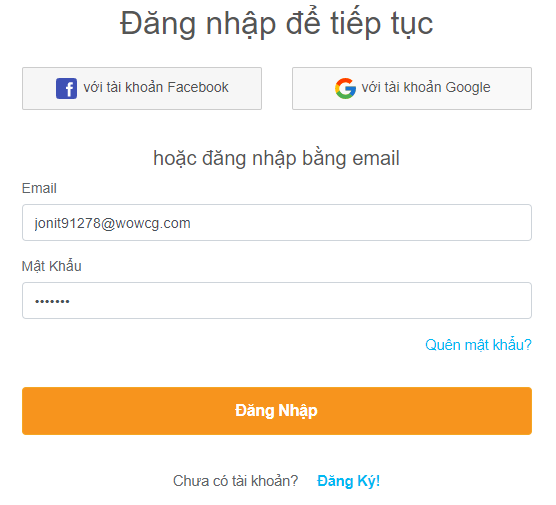 Đăng nhập để tiếp tục
với tài khoản Facebook
với tài khoản Google
hoặc đăng nhập bằng email
Email
jonit91278@wowcg.com
Mật Khẩu
•••••••
Quên mật khẩu?
Đăng Nhập
Chưa có tài khoản? Đăng Ký!